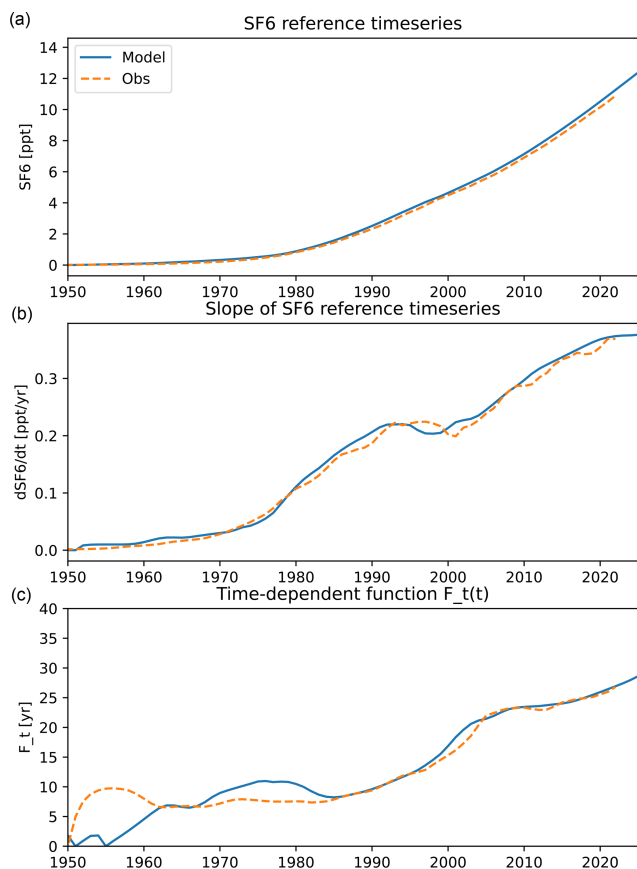 (a)
SF6 reference timeseries
14
12
10
8
6
4
2
0
SF6 [ppt]
Model
Obs
1950 1960 1970 1980 1990 2000 2010 2020
(b)
Slope of SF6 reference timeseries
0.3
0.2
0.1
0.0
dSF6/dt [ppt/yr]
1950 1960 1970 1980 1990 2000 2010 2020
(c)
Time-dependent function F_t(t)
40
35
30
25
20
15
10
5
0
F_t [yr]
1950 1960 1970 1980 1990 2000 2010 2020